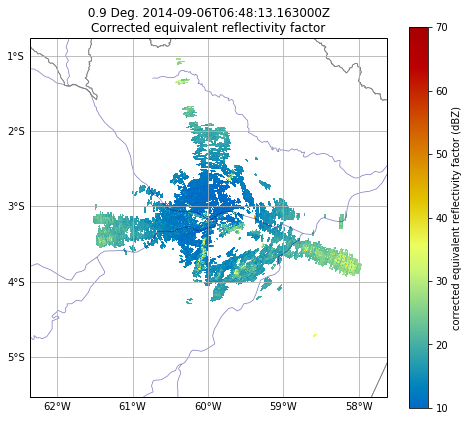 0.9 Deg. 2014-09-06T06:48:13.163000Z
Corrected equivalent reflectivity factor
1°S
2°S
3°S
4°S
5°S
62°W 61°W 60°W 59°W 58°W
70
60
50
40
30
20
10
corrected equivalent reflectivity factor (dBZ)